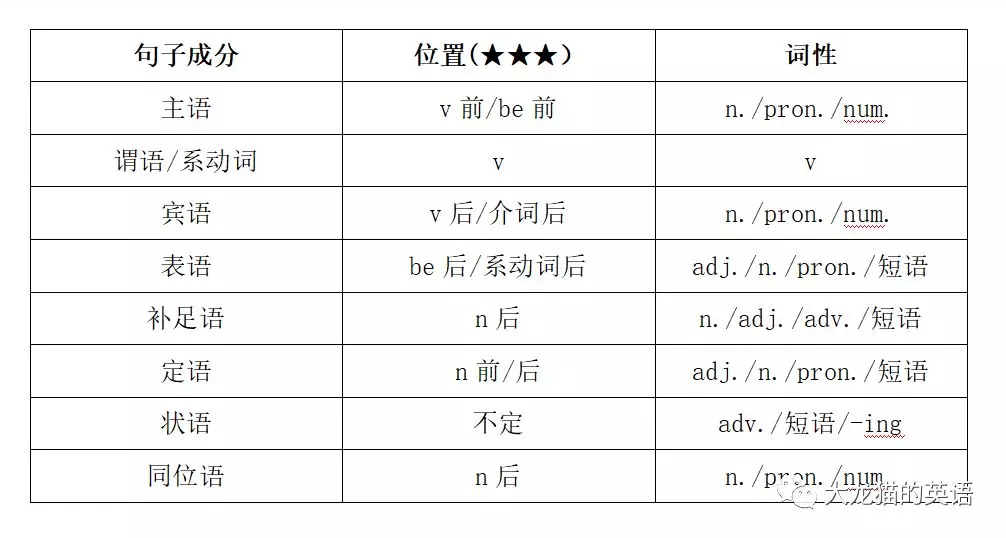 句子成分 位置(★★★) 词性
主语 v 前/be 前 n./pron./num.
谓语/系动词 v v
宾语 v 后/介词后 n./pron./num.
表语 be 后/系动词后 adj./n./pron./短语
补足语 n 后 n./adj./adv./短语
定语 n 前/后 adj./n./pron./短语
状语 不定 adv./短语/-ing
同位语 n 后 n./pron./num
大龙猫的英语